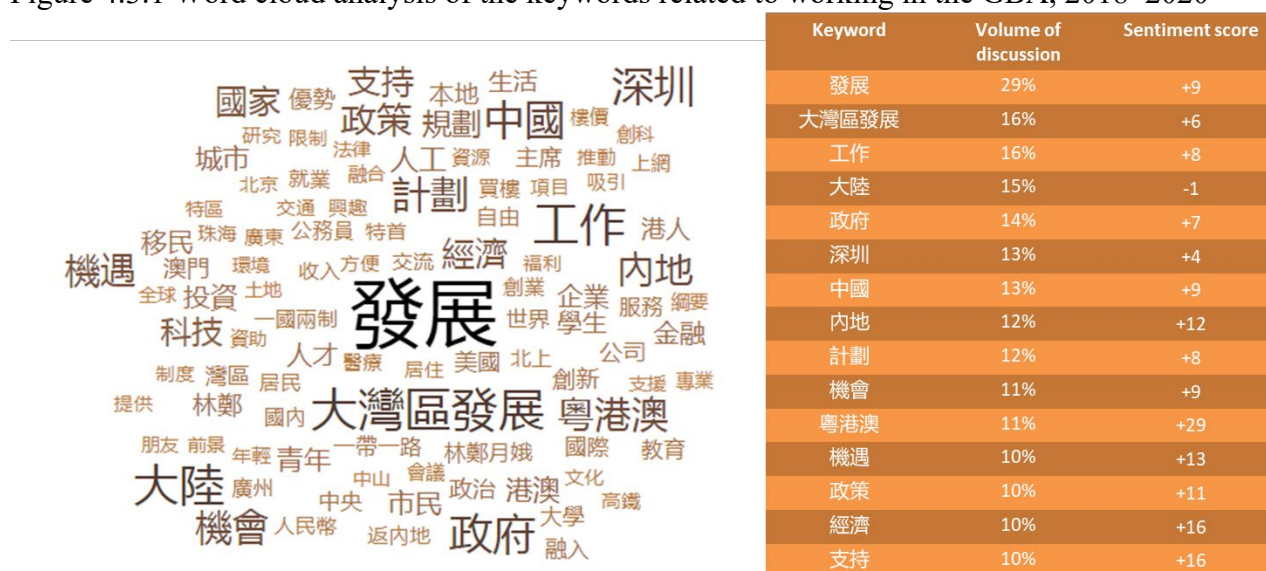 Figure 4.3.1 Word cloud analysis of the keywords related to working in the GBA, 2018–2020
國家 優勢 支持 本地 生活 深圳
政策 規劃 中國 樓價
研究 限制 法律 創科
城市 人工 資源 主席 推動 上網
北京 就業 融合 計劃 買樓 項目 吸引
特區 交通 興趣 自由 工作 港人
移民 珠海 廣東 公務員 特首
機遇 澳門 環境 收入 方便 交流 經濟 福利 內地
全球 投資 土地 發展 創業 企業 服務 綱要
科技 資助 一國兩制 世界 學生 金融
人才 醫療 居住 美國 北上 公司
制度 灣區 居民 創新 支援 專業
提供 林鄭 國內 大灣區發展 粵港澳
朋友 前景 年輕 青年 一帶一路 林鄭月娥 國際 教育
大陸 廣州 中央 中山 會議 市民 政治 港澳 文化 高鐵
機會 人民幣 返內地 政府 大學 融入
Keyword Volume of discussion Sentiment score
發展 29% +9
大灣區發展 16% +6
工作 16% +8
大陸 15% -1
政府 14% +7
深圳 13% +4
中國 13% +9
內地 12% +12
計劃 12% +8
機會 11% +9
粵港澳 11% +29
機遇 10% +13
政策 10% +11
經濟 10% +16
支持 10% +16